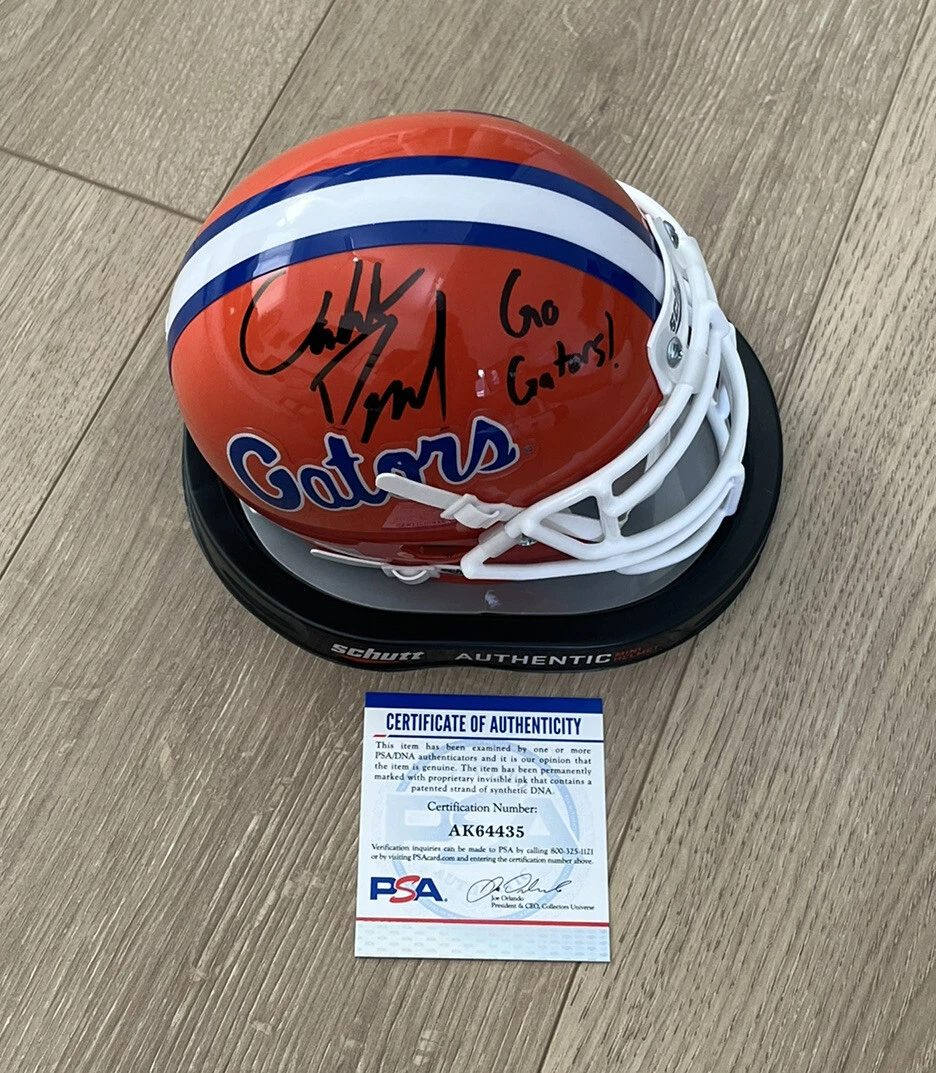 Go
Gators!
Gators
schutt AUTHENTIC MINI HELMET
CERTIFICATE OF AUTHENTICITY
This item has been examined by one or more
PSA/DNA authenticators and it is our opinion that
the item is genuine. The item has been permanently
marked with proprietary invisible ink that contains a
patented strand of synthetic DNA.
Certification Number:
AK64435
Verification inquiries can be made to PSA by calling 800-325-1121
or by visiting PSAcard.com and entering the certification number above.
PSA
Joe Orlando
President & CEO, Collectors Universe